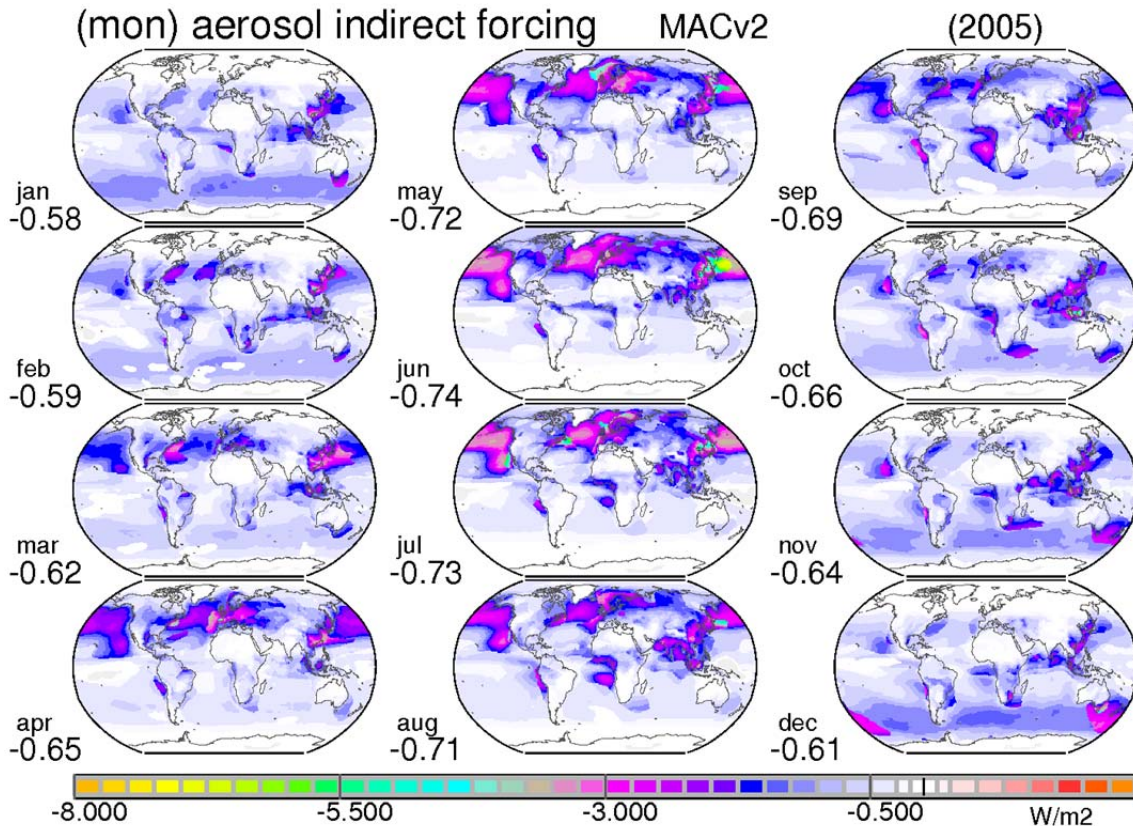 (mon) aerosol indirect forcing MACv2 (2005)
jan
-0.58
may
-0.72
sep
-0.69
feb
-0.59
jun
-0.74
oct
-0.66
mar
-0.62
jul
-0.73
nov
-0.64
apr
-0.65
aug
-0.71
dec
-0.61
-8.000 -5.500 -3.000 -0.500 W/m2